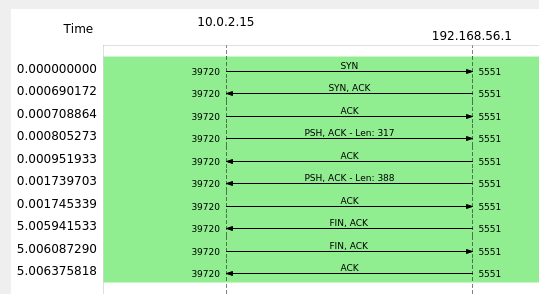 10.0.2.15
Time
192.168.56.1
0.000000000 39720 SYN 5551
0.000690172 39720 SYN, ACK 5551
0.000708864 39720 ACK 5551
0.000805273 39720 PSH, ACK - Len: 317 5551
0.000951933 39720 ACK 5551
0.001739703 39720 PSH, ACK - Len: 388 5551
0.001745339 39720 ACK 5551
5.005941533 39720 FIN, ACK 5551
5.006087290 39720 FIN, ACK 5551
5.006375818 39720 ACK 5551